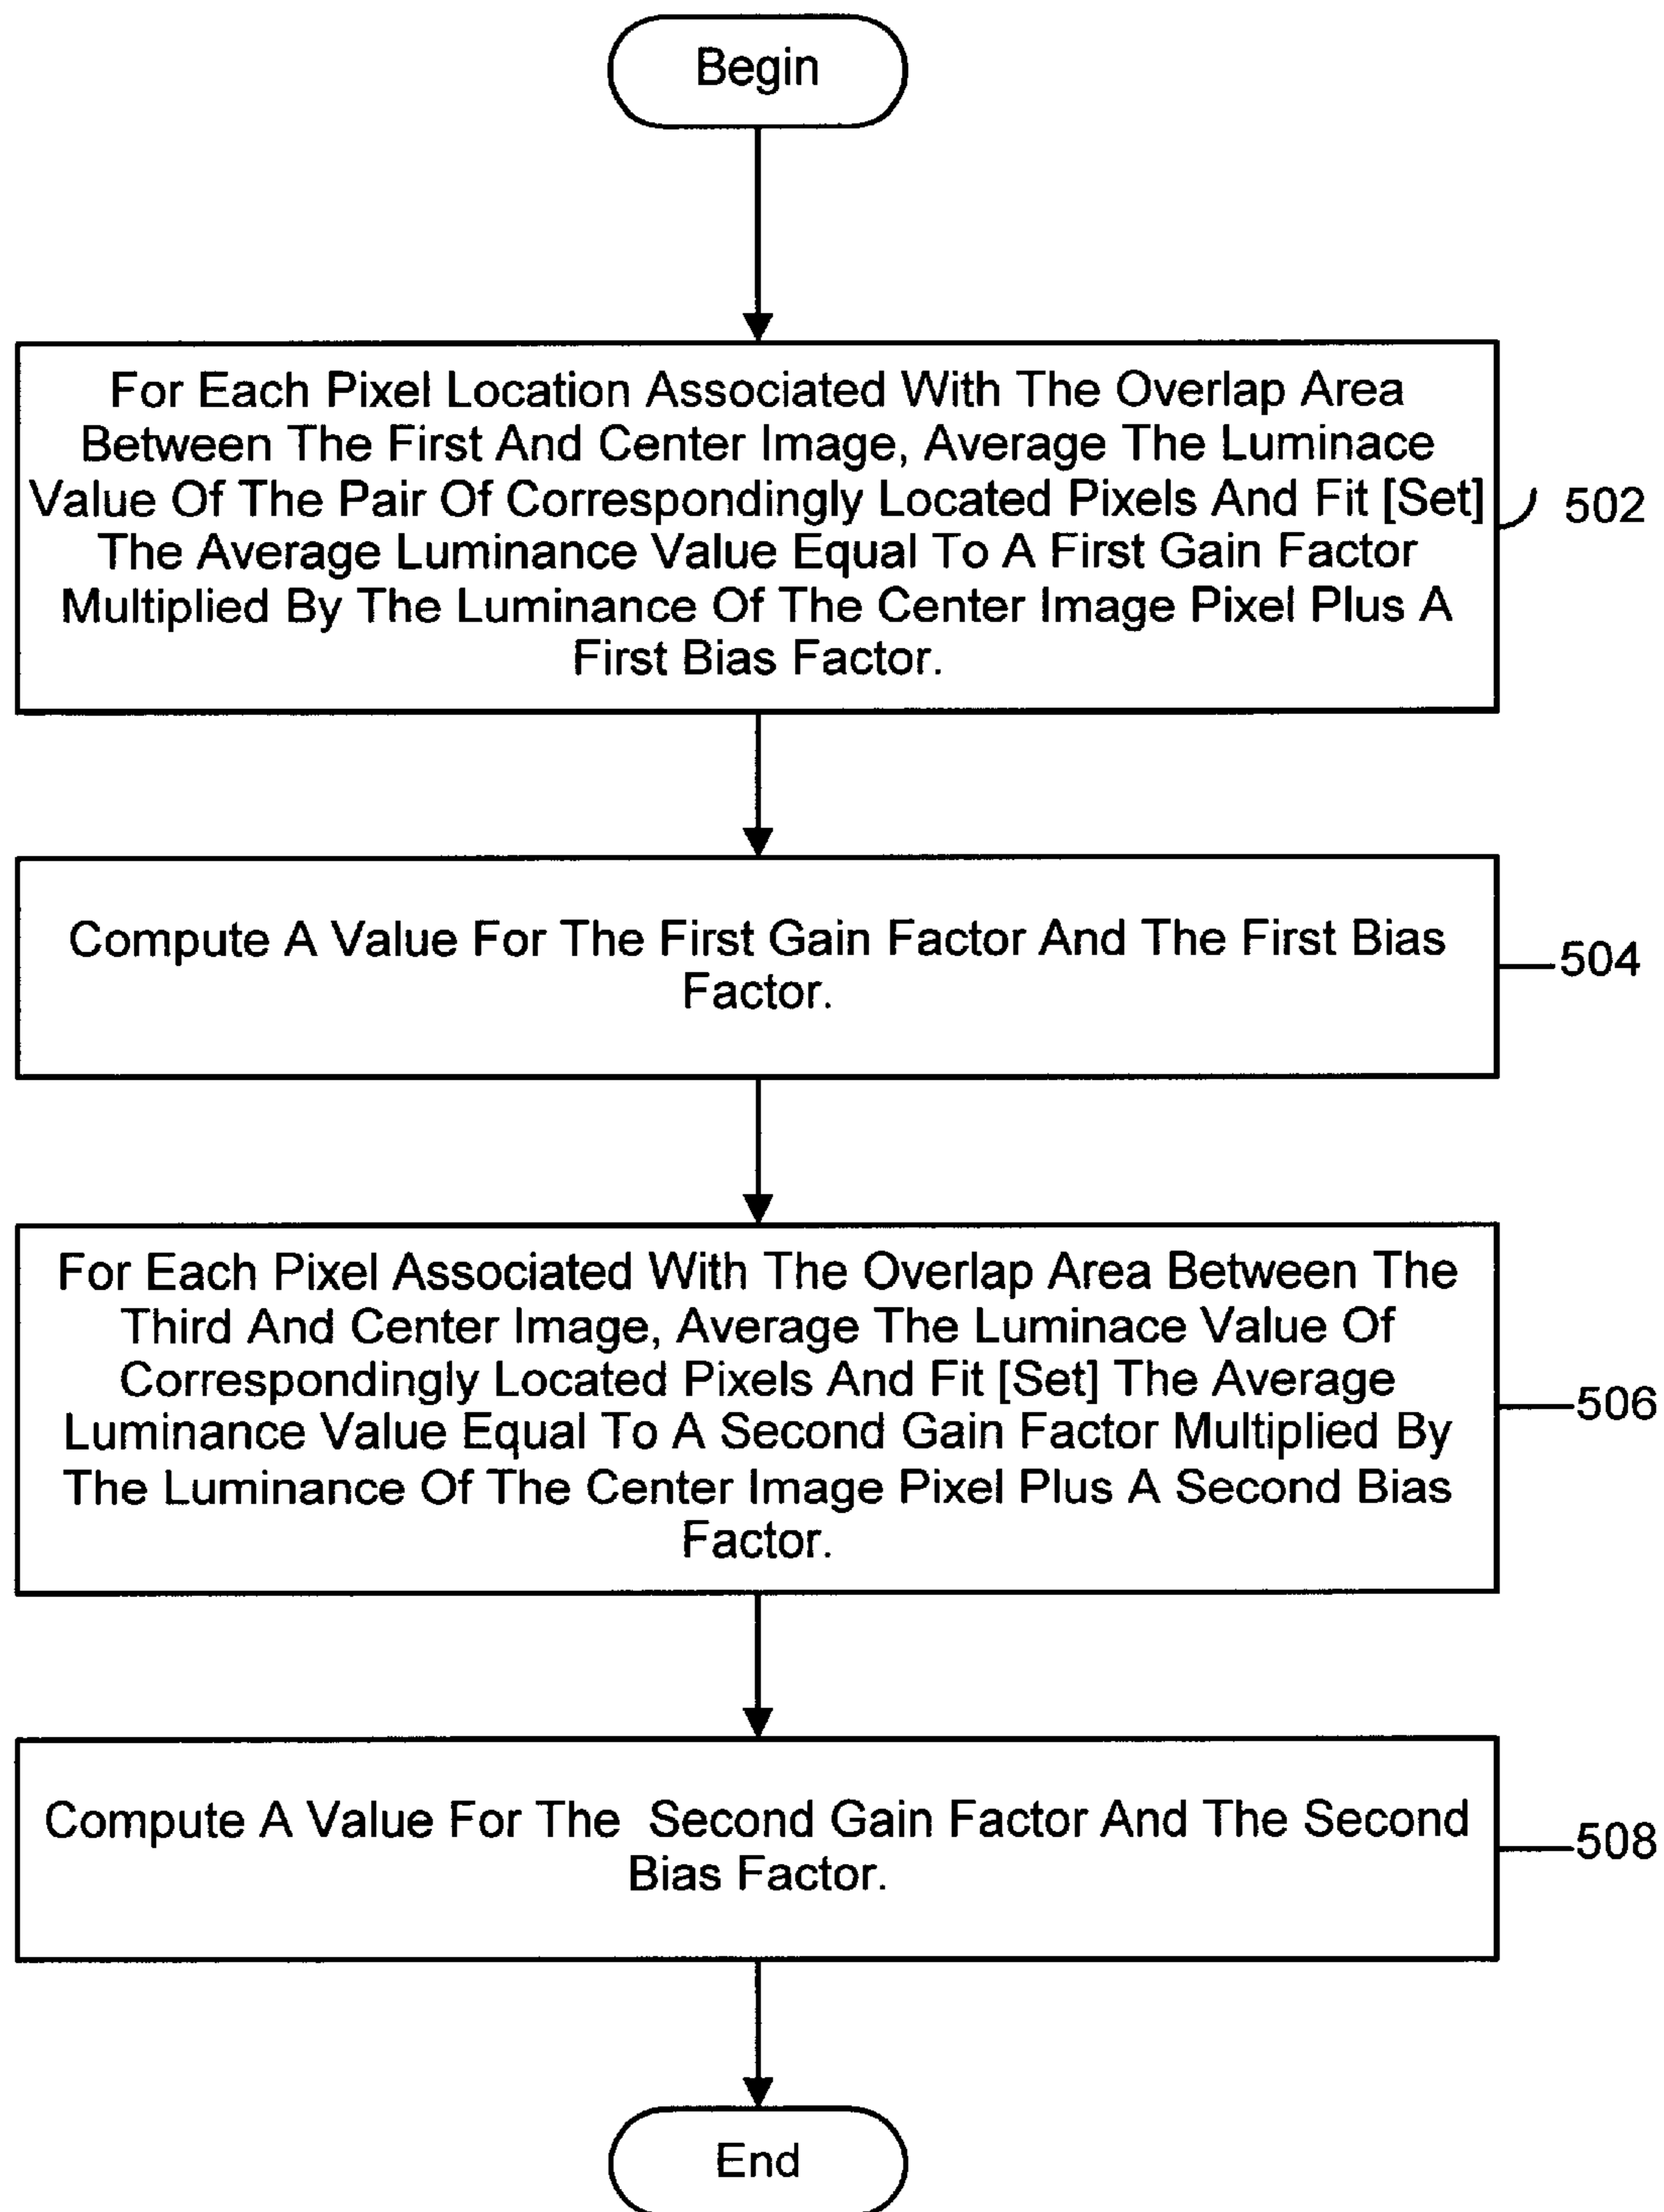 Begin
For Each Pixel Location Associated With The Overlap Area
Between The First And Center Image, Average The Luminace
Value Of The Pair Of Correspondingly Located Pixels And Fit [Set]
The Average Luminance Value Equal To A First Gain Factor
Multiplied By The Luminance Of The Center Image Pixel Plus A
First Bias Factor.
502
Compute A Value For The First Gain Factor And The First Bias
Factor.
504
For Each Pixel Associated With The Overlap Area Between The
Third And Center Image, Average The Luminace Value Of
Correspondingly Located Pixels And Fit [Set] The Average
Luminance Value Equal To A Second Gain Factor Multiplied By
The Luminance Of The Center Image Pixel Plus A Second Bias
Factor.
506
Compute A Value For The  Second Gain Factor And The Second
Bias Factor.
508
End